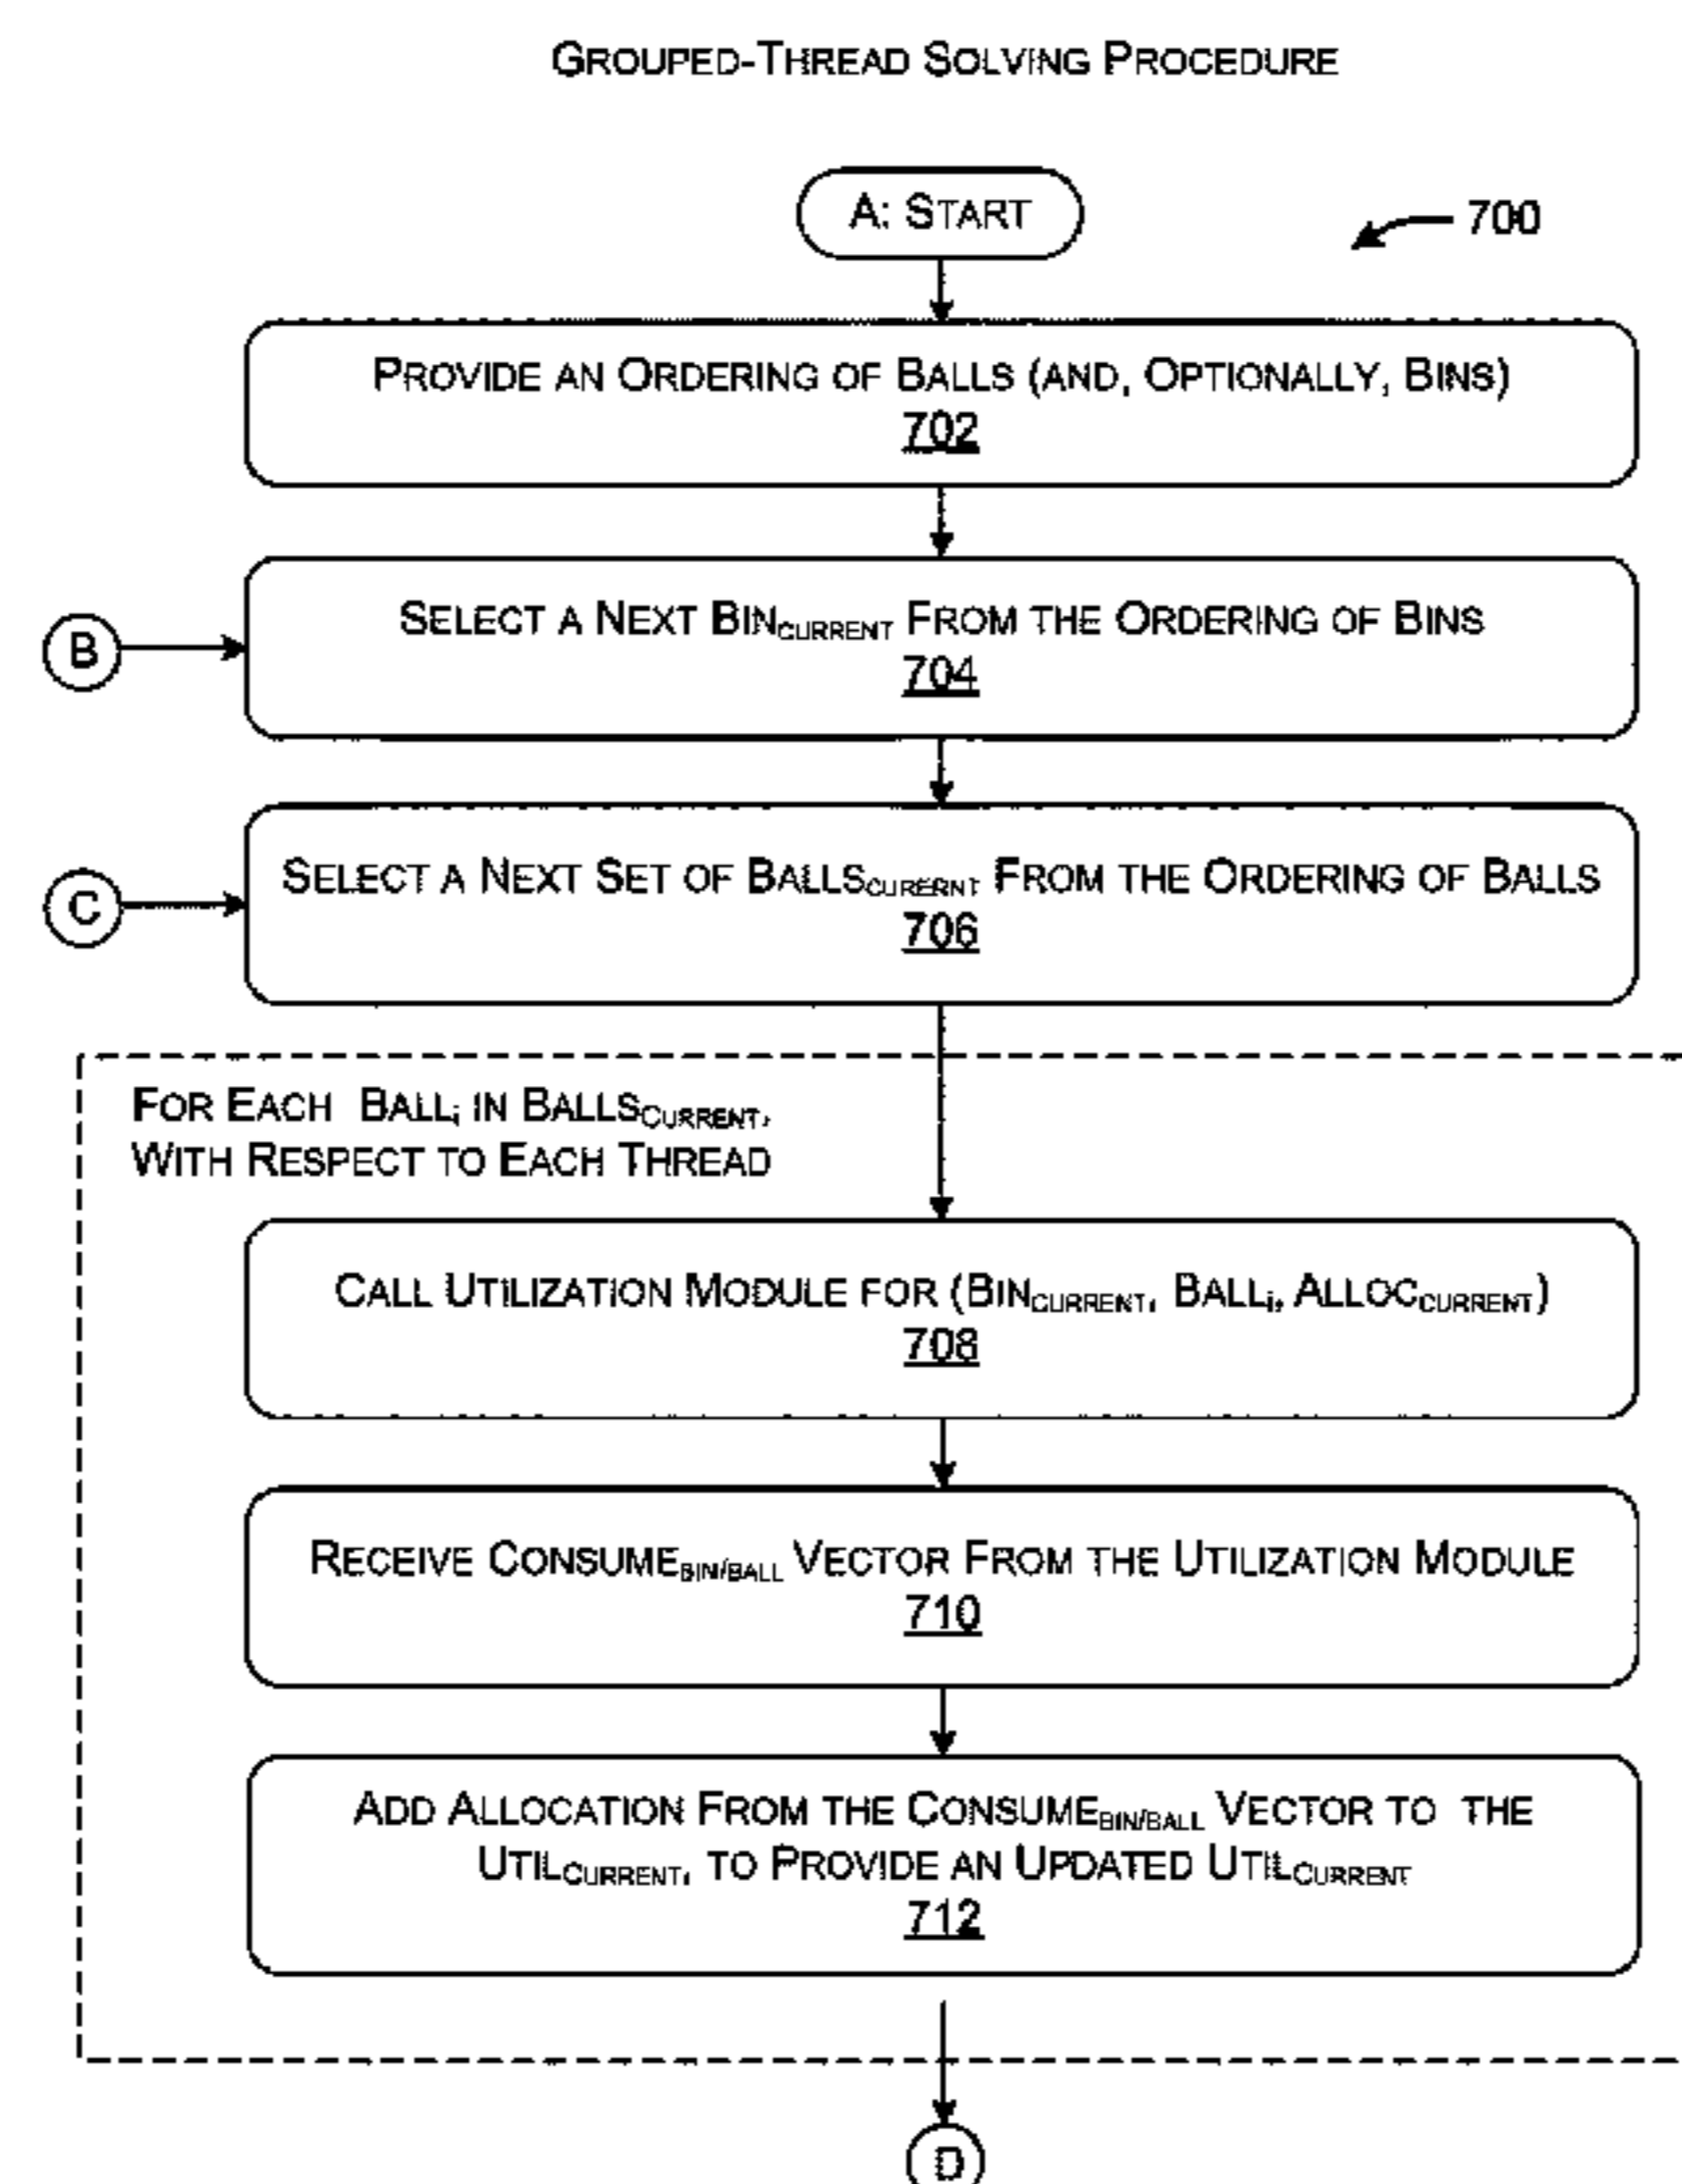 GROUPED-THREAD SOLVING PROCEDURE
A: START
700
PROVIDE AN ORDERING OF BALLS (AND, OPTIONALLY, BINS)
702
B
SELECT A NEXT BINCURRENT FROM THE ORDERING OF BINS
704
C
SELECT A NEXT SET OF BALLSCURERNT FROM THE ORDERING OF BALLS
706
FOR EACH BALLi IN BALLSCURRENT,
WITH RESPECT TO EACH THREAD
CALL UTILIZATION MODULE FOR (BINCURRENT, BALLi, ALLOCCURRENT)
708
RECEIVE CONSUMEBIN/BALL VECTOR FROM THE UTILIZATION MODULE
710
ADD ALLOCATION FROM THE CONSUMEBIN/BALL VECTOR TO THE
UTILCURRENT, TO PROVIDE AN UPDATED UTILCURRENT
712
D